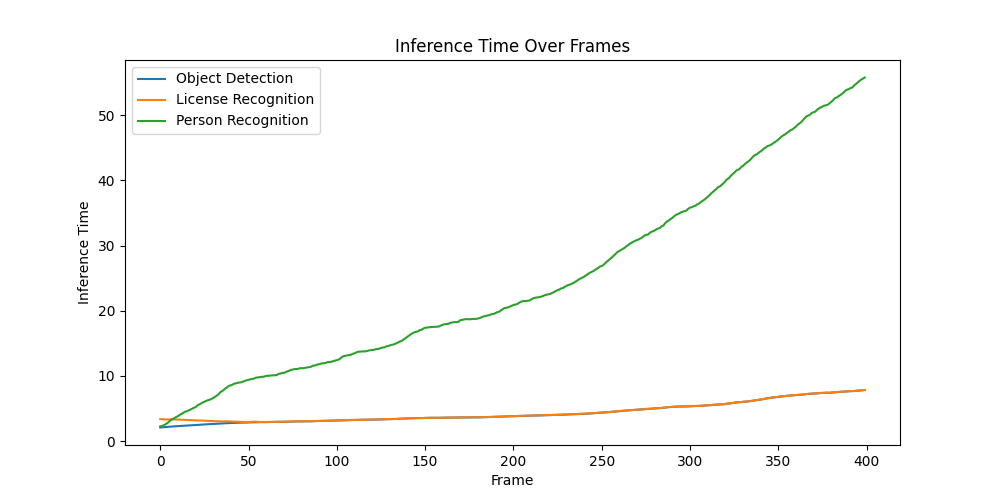 Inference Time Over Frames
Object Detection
License Recognition
Person Recognition
Inference Time
50
40
30
20
10
0
0 50 100 150 200 250 300 350 400
Frame